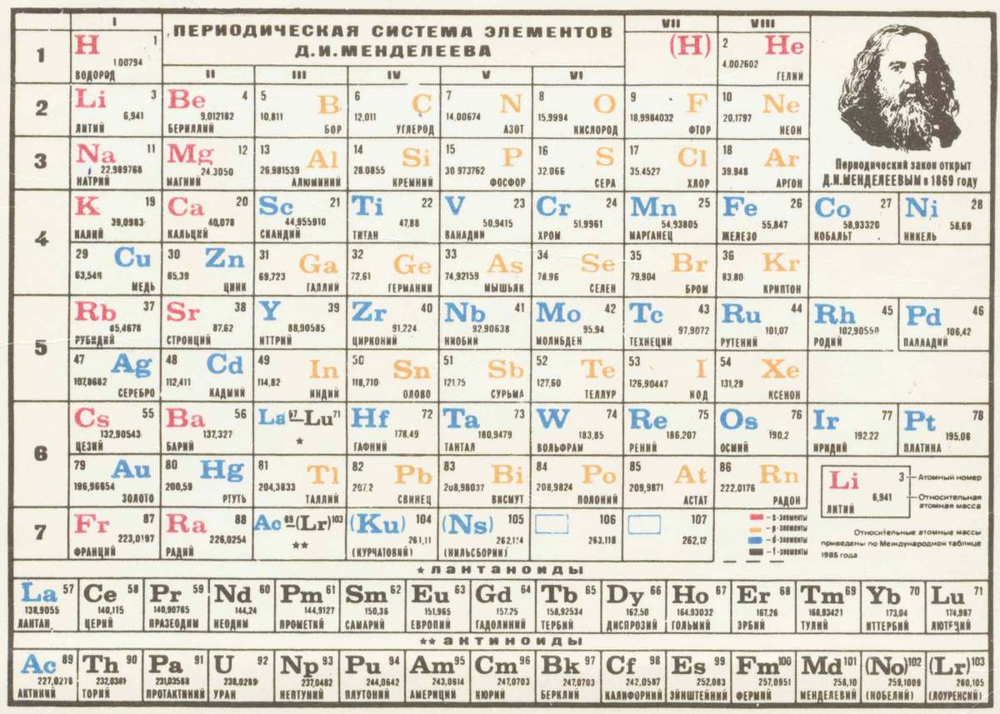 I
ПЕРИОДИЧЕСКАЯ СИСТЕМА ЭЛЕМЕНТОВ
Д.И.МЕНДЕЛЕЕВА
VII VIII
II III IV V VI
1
H 1 1.00794 ВОДОРОД
(H)
2 He 4.002602 ГЕЛИЙ
2
Li 3 6,941 ЛИТИЙ
Be 4 9,012182 БЕРИЛЛИЙ
5 B 10,811 БОР
6 C 12,011 УГЛЕРОД
7 N 14,00674 АЗОТ
8 O 15,9994 КИСЛОРОД
9 F 18,9984032 ФТОР
10 Ne 20,1797 НЕОН
3
Na 11 22,989768 НАТРИЙ
Mg 12 24,3050 МАГНИЙ
13 Al 26,981539 АЛЮМИНИЙ
14 Si 28,0855 КРЕМНИЙ
15 P 30,973762 ФОСФОР
16 S 32,066 СЕРА
17 Cl 35,4527 ХЛОР
18 Ar 39,948 АРГОН
Периодический закон открыт
Д.И.МЕНДЕЛЕЕВЫМ в 1869 году
4
K 19 39,0983 КАЛИЙ
Ca 20 40,078 КАЛЬЦИЙ
Sc 21 44,955910 СКАНДИЙ
Ti 22 47,88 ТИТАН
V 23 50,9415 ВАНАДИЙ
Cr 24 51,9961 ХРОМ
Mn 25 54,93805 МАРГАНЕЦ
Fe 26 55,847 ЖЕЛЕЗО
Co 27 58,93320 КОБАЛЬТ
Ni 28 58,69 НИКЕЛЬ
29 Cu 63,546 МЕДЬ
30 Zn 65,39 ЦИНК
31 Ga 69,723 ГАЛЛИЙ
32 Ge 72,61 ГЕРМАНИЙ
33 As 74,92159 МЫШЬЯК
34 Se 78,96 СЕЛЕН
35 Br 79,904 БРОМ
36 Kr 83,80 КРИПТОН
5
Rb 37 85,4678 РУБИДИЙ
Sr 38 87,62 СТРОНЦИЙ
Y 39 88,90585 ИТТРИЙ
Zr 40 91,224 ЦИРКОНИЙ
Nb 41 92,90638 НИОБИЙ
Mo 42 95,94 МОЛИБДЕН
Tc 43 97,9072 ТЕХНЕЦИЙ
Ru 44 101,07 РУТЕНИЙ
Rh 45 102,90550 РОДИЙ
Pd 46 106,42 ПАЛЛАДИЙ
47 Ag 107,8682 СЕРЕБРО
48 Cd 112,411 КАДМИЙ
49 In 114,82 ИНДИЙ
50 Sn 118,710 ОЛОВО
51 Sb 121,75 СУРЬМА
52 Te 127,60 ТЕЛЛУР
53 I 126,90447 ИОД
54 Xe 131,29 КСЕНОН
6
Cs 55 132,90543 ЦЕЗИЙ
Ba 56 137,327 БАРИЙ
La 57—Lu 71 ★
Hf 72 178,49 ГАФНИЙ
Ta 73 180,9479 ТАНТАЛ
W 74 183,85 ВОЛЬФРАМ
Re 75 186,207 РЕНИЙ
Os 76 190,2 ОСМИЙ
Ir 77 192,22 ИРИДИЙ
Pt 78 195,08 ПЛАТИНА
79 Au 196,96654 ЗОЛОТО
80 Hg 200,59 РТУТЬ
81 Tl 204,3833 ТАЛЛИЙ
82 Pb 207,2 СВИНЕЦ
83 Bi 208,98037 ВИСМУТ
84 Po 208,9824 ПОЛОНИЙ
85 At 209,9871 АСТАТ
86 Rn 222,0176 РАДОН
Li 3 6,941 ЛИТИЙ
Атомный номер
Относительная
атомная масса
7
Fr 87 223,0197 ФРАНЦИЙ
Ra 88 226,0254 РАДИЙ
Ac 89—(Lr) 103 ★★
(Ku) 104 261,11 (КУРЧАТОВИЙ)
(Ns) 105 (НИЛЬСБОРИЙ)
106 263,118
107 262,12
- s-элементы
- p-элементы
- d-элементы
- f-элементы
Относительные атомные массы
приведены по Международной таблице
1985 года
★ЛАНТАНОИДЫ
La 57 138,9055 ЛАНТАН
Ce 58 140,115 ЦЕРИЙ
Pr 59 140,90765 ПРАЗЕОДИМ
Nd 60 144,24 НЕОДИМ
Pm 61 144,9127 ПРОМЕТИЙ
Sm 62 150,36 САМАРИЙ
Eu 63 151,965 ЕВРОПИЙ
Gd 64 157,25 ГАДОЛИНИЙ
Tb 65 158,92534 ТЕРБИЙ
Dy 66 162,50 ДИСПРОЗИЙ
Ho 67 164,93032 ГОЛЬМИЙ
Er 68 167,26 ЭРБИЙ
Tm 69 168,93421 ТУЛИЙ
Yb 70 173,04 ИТТЕРБИЙ
Lu 71 174,967 ЛЮТЕЦИЙ
★★АКТИНОИДЫ
Ac 89 227,0278 АКТИНИЙ
Th 90 232,0381 ТОРИЙ
Pa 91 231,03588 ПРОТАКТИНИЙ
U 92 238,0289 УРАН
Np 93 237,0482 НЕПТУНИЙ
Pu 94 244,0642 ПЛУТОНИЙ
Am 95 243,0614 АМЕРИЦИЙ
Cm 96 247,0703 КЮРИЙ
Bk 97 247,0703 БЕРКЛИЙ
Cf 98 242,0587 КАЛИФОРНИЙ
Es 99 252,083 ЭЙНШТЕЙНИЙ
Fm 100 257,0951 ФЕРМИЙ
Md 101 258,10 МЕНДЕЛЕВИЙ
(No) 102 259,1009 (НОБЕЛИЙ)
(Lr) 103 260,105 (ЛОУРЕНСИЙ)